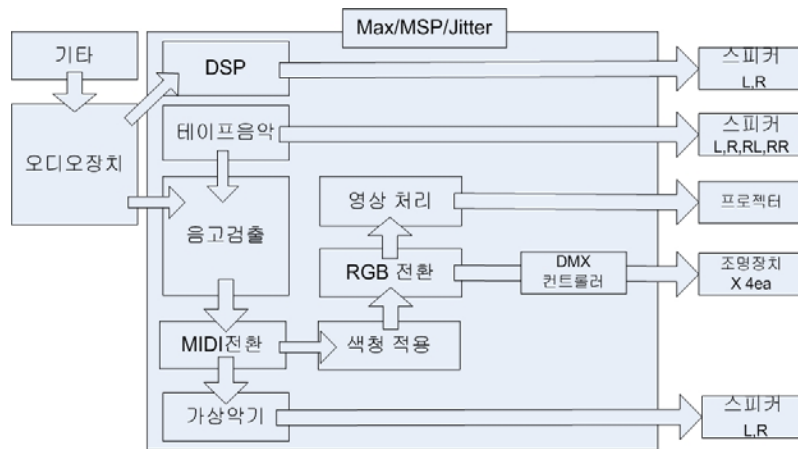 Max/MSP/Jitter
기타
DSP
스피커
L,R
테이프음악
스피커
L,R,RL,RR
오디오장치
음고검출
영상 처리
프로젝터
RGB 전환
DMX
컨트롤러
조명장치
X 4ea
MIDI전환
색청 적용
가상악기
스피커
L,R